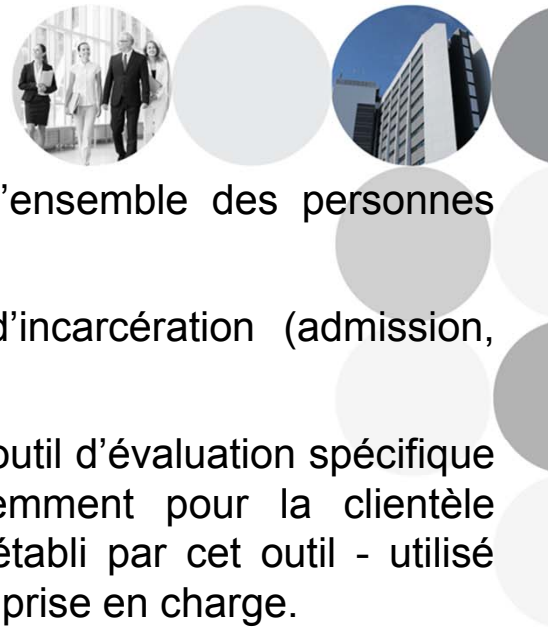 'ensemble des personnes
d'incarcération (admission,
outil d'évaluation spécifique
emment pour la clientèle
établi par cet outil - utilisé
prise en charge.